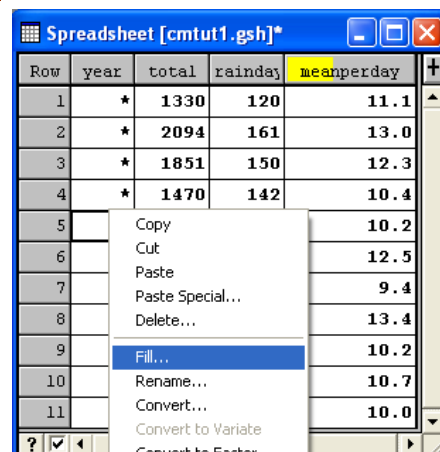 Spreadsheet [cmtut1.gsh]*
Row year total rainday meanperday
1 * 1330 120 11.1
2 * 2094 161 13.0
3 * 1851 150 12.3
4 * 1470 142 10.4
5 Copy 10.2
6 Cut 12.5
Paste
7 Paste Special... 9.4
8 Delete... 13.4
9 Fill... 10.2
10 Rename... 10.7
11 Convert... 10.0
Convert to Variate
? Convert to Factor